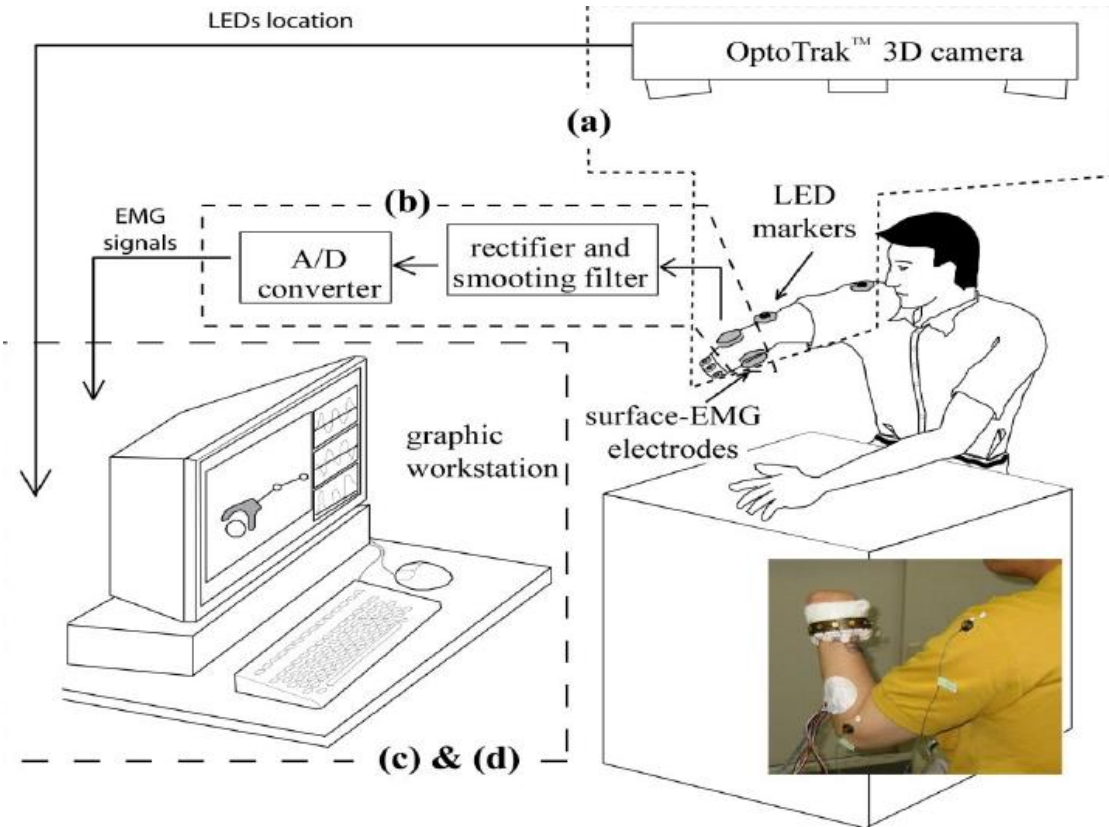 LEDs location
OptoTrak™ 3D camera
(a)
(b)
LED
markers
EMG
signals
A/D
converter
rectifier and
smooting filter
surface-EMG
electrodes
graphic
workstation
(c) & (d)